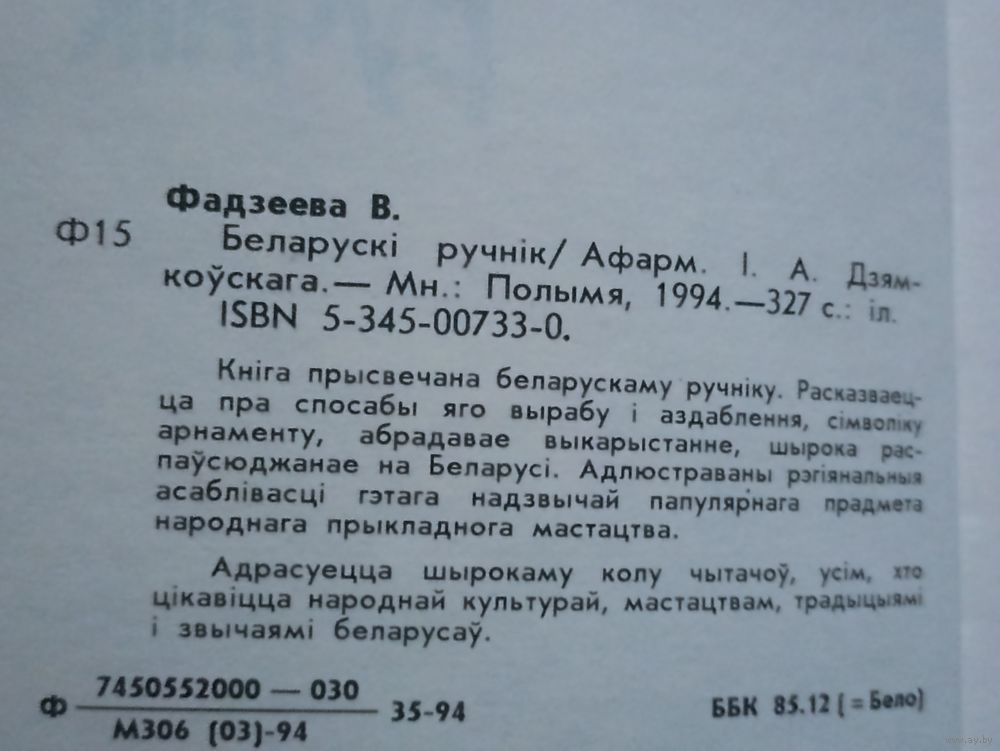 Фадзеева В.
Ф15 Беларускі ручнік/ Афарм. І. А. Дзям-
коўскага.— Мн.: Полымя, 1994.—327 с.: іл.
ISBN 5-345-00733-0.
Кніга прысвечана беларускаму ручніку. Расказваец-
ца пра спосабы яго вырабу і аздаблення, сімволіку
арнаменту, абрадавае выкарыстанне, шырока рас-
паўсюджанае на Беларусі. Адлюстраваны рэгіянальныя
асаблівасці гэтага надзвычай папулярнага прадмета
народнага прыкладнога мастацтва.
Адрасуецца шырокаму колу чытачоў, усім, хто
цікавіцца народнай культурай, мастацтвам, традыцыямі
і звычаямі беларусаў.
7450552000 — 030
Ф 35-94 ББК 85.12 (=Бело)
М306 (03)-94
www.ay.by